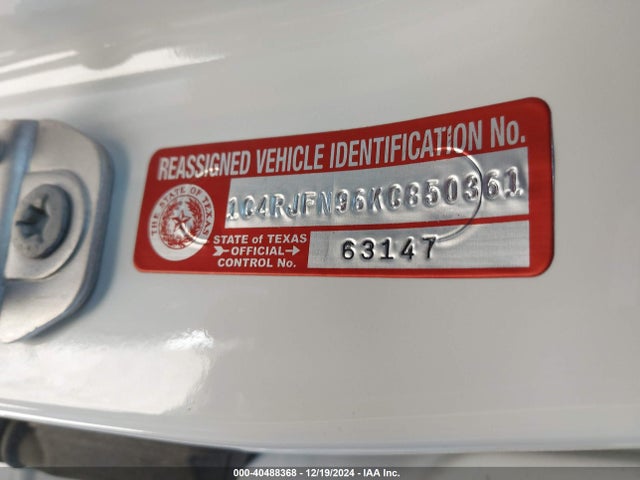 REASSIGNED VEHICLE IDENTIFICATION No.
1C4RJFN96KC850361
THE STATE OF TEXAS
STATE of TEXAS
OFFICIAL
CONTROL No.
63147
000-40488368 - 12/19/2024 - IAA Inc.